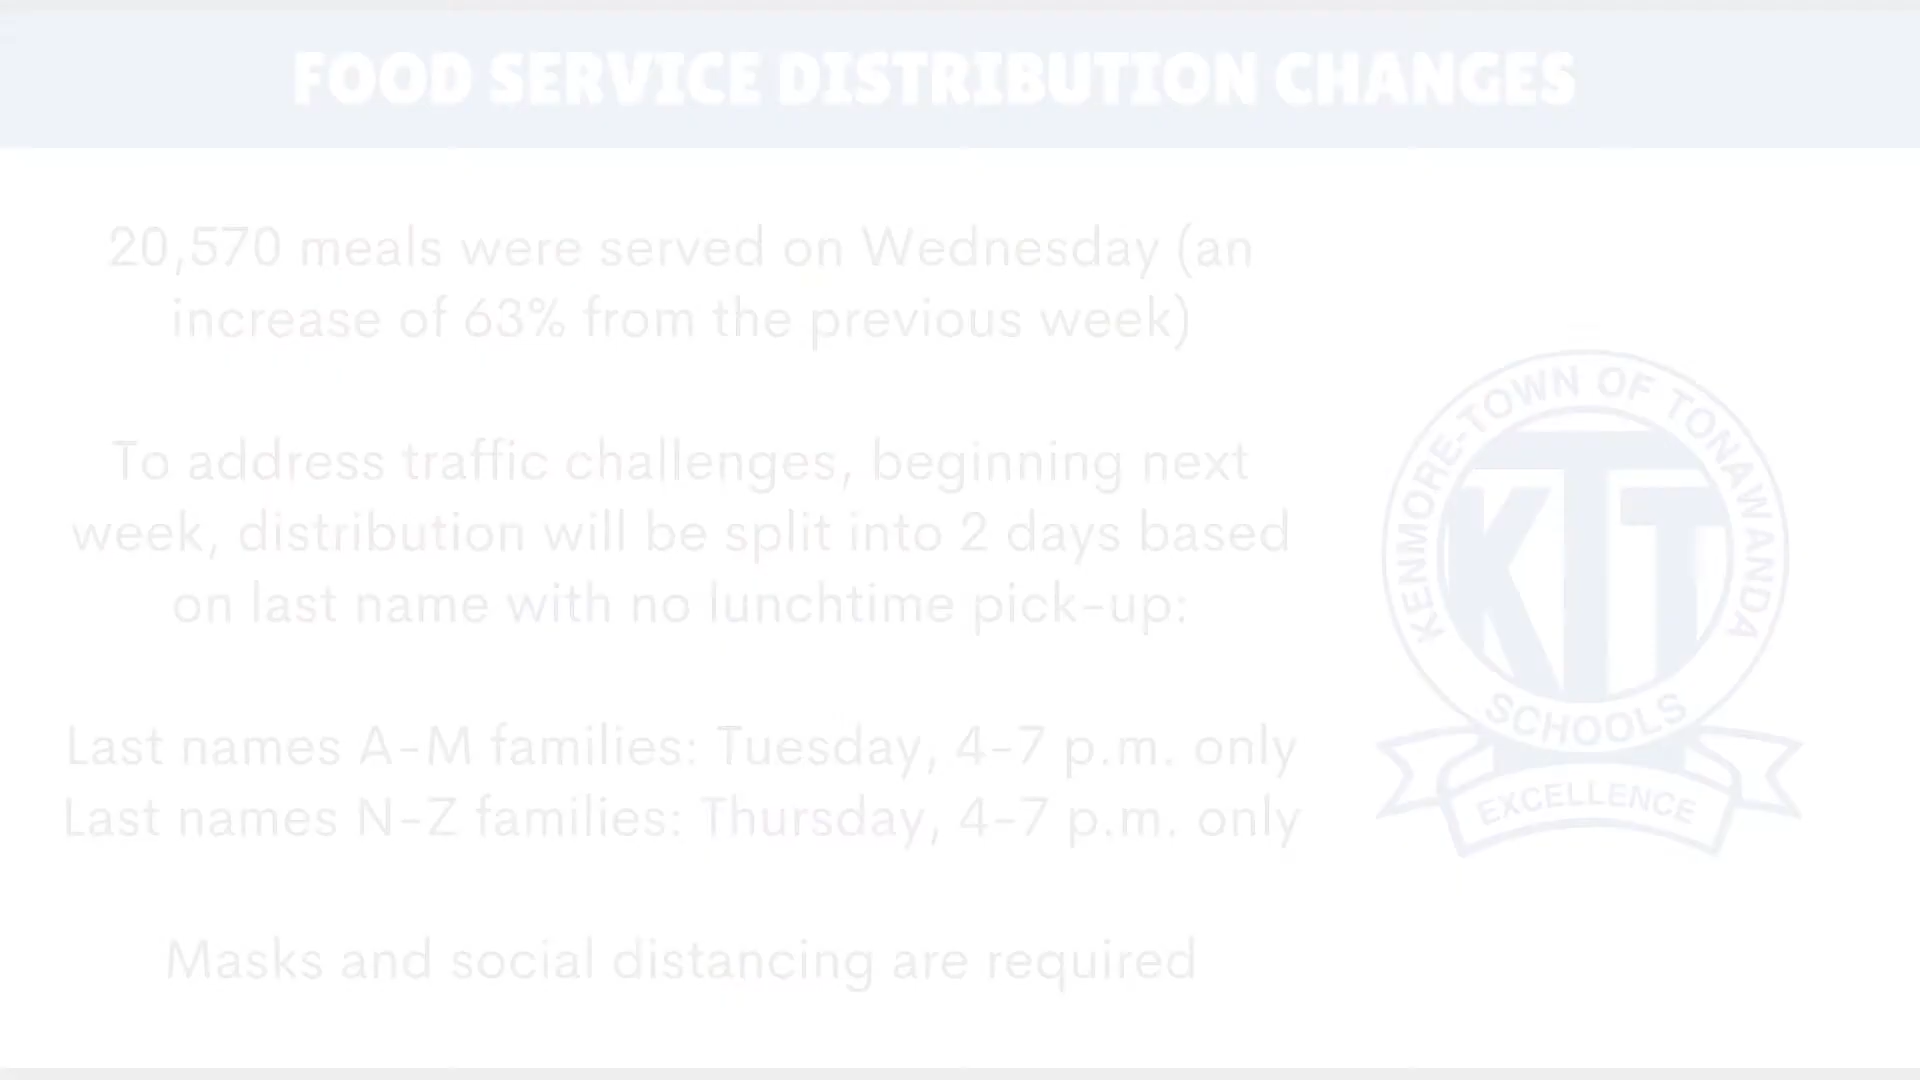 FOOD SERVICE DISTRIBUTION CHANGES
20,570 meals were served on Wednesday (an
increase of 63% from the previous week)
To address traffic challenges, beginning next
week, distribution will be split into 2 days based
on last name with no lunchtime pick-up:
Last names A-M families: Tuesday, 4-7 p.m. only
Last names N-Z families: Thursday, 4-7 p.m. only
Masks and social distancing are required
KENMORE-TOWN OF TONAWANDA
KTT
SCHOOLS
EXCELLENCE